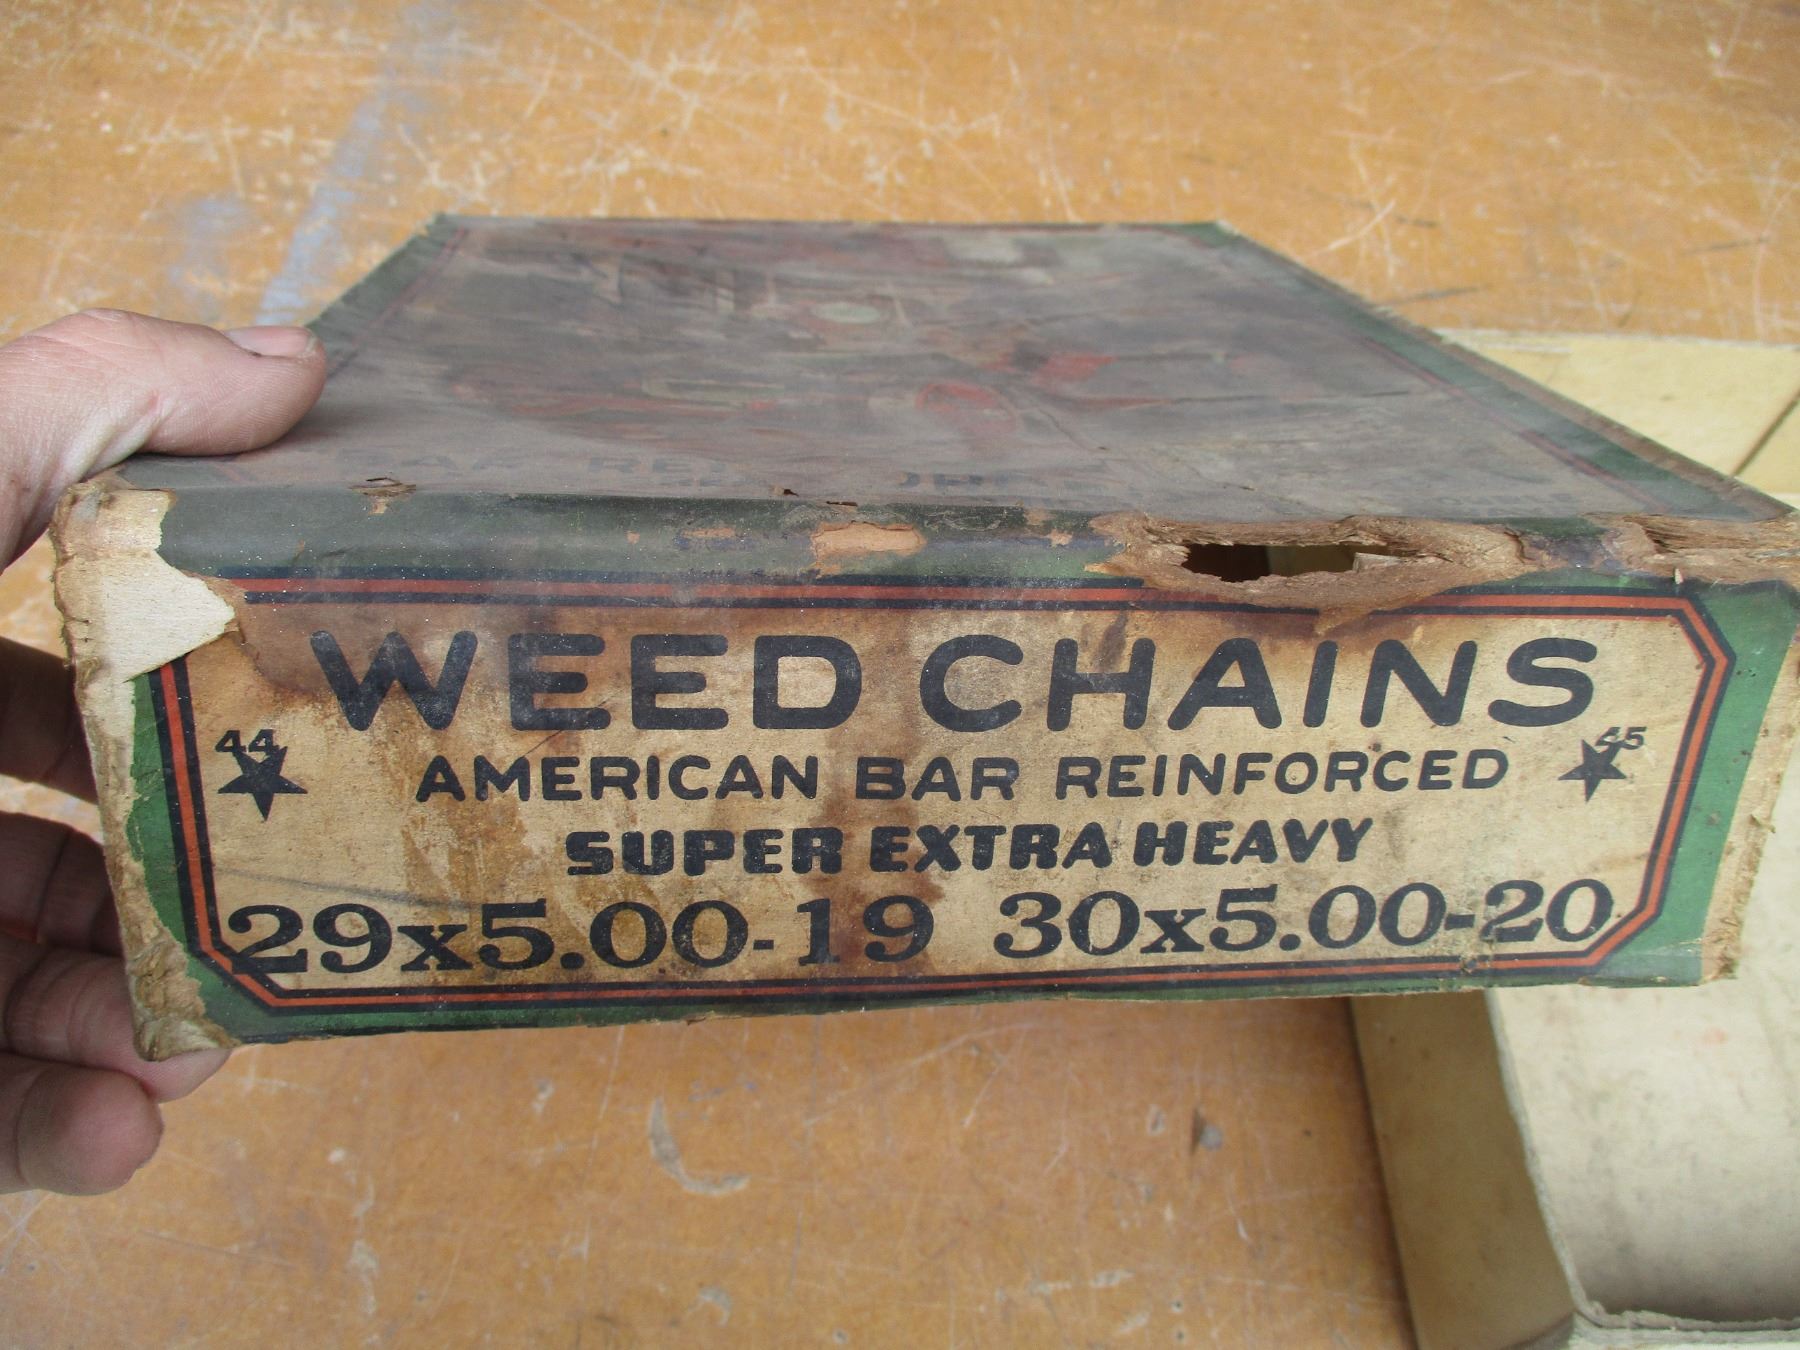 WEED CHAINS
44 45
AMERICAN BAR REINFORCED
SUPER EXTRA HEAVY
29x5.00-19 30x5.00-20